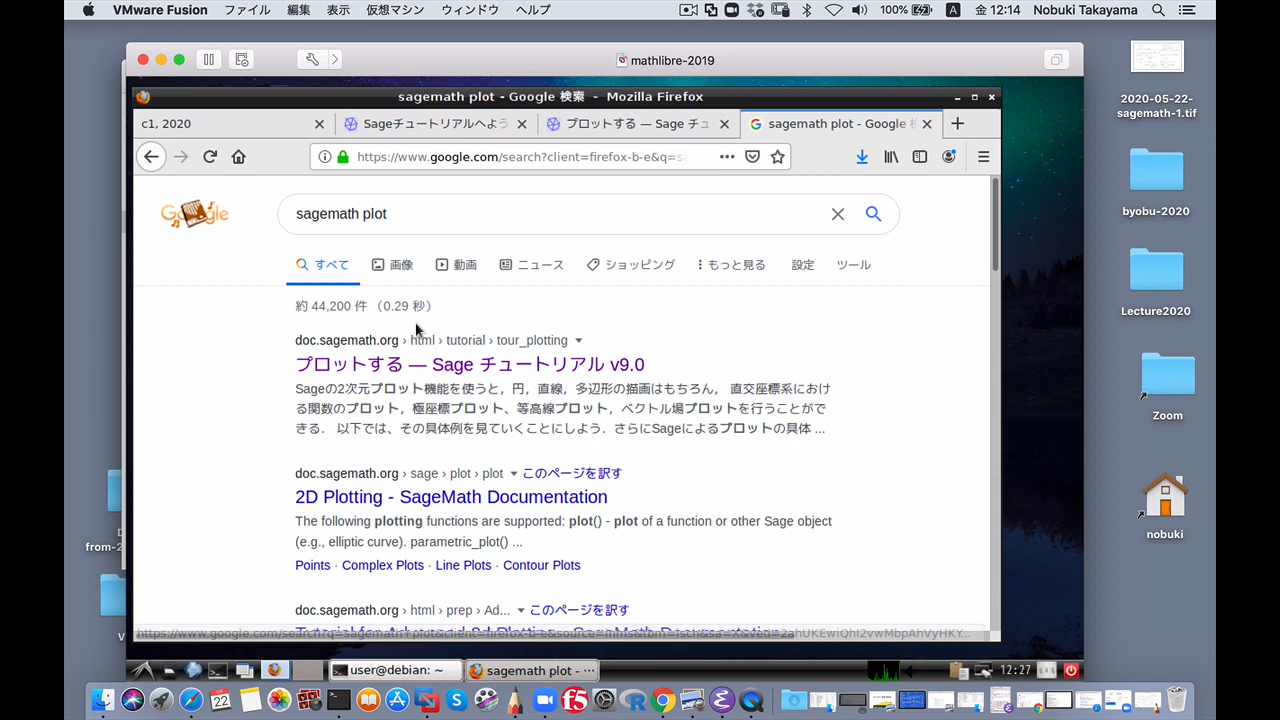 VMware Fusion ファイル 編集 表示 仮想マシン ウィンドウ ヘルプ 100% A 金 12:14 Nobuki Takayama
mathlibre-2019
sagemath plot - Google 検索 - Mozilla Firefox
c1, 2020 Sageチュートリアルへよう プロットする — Sage チュ sagemath plot - Google
https://www.google.com/search?client=firefox-b-e&q=s
Google
sagemath plot
すべて 画像 動画 ニュース ショッピング もっと見る 設定 ツール
約 44,200 件 （0.29 秒）
doc.sagemath.org › html › tutorial › tour_plotting
プロットする — Sage チュートリアル v9.0
Sageの2次元プロット機能を使うと，円，直線，多辺形の描画はもちろん， 直交座標系におけ
る関数のプロット，極座標プロット、等高線プロット，ベクトル場プロットを行うことがで
きる． 以下では、その具体例を見ていくことにしよう．さらにSageによるプロットの具体 ...
doc.sagemath.org › sage › plot › plot このページを訳す
2D Plotting - SageMath Documentation
The following plotting functions are supported: plot() - plot of a function or other Sage object
(e.g., elliptic curve). parametric_plot() ...
Points · Complex Plots · Line Plots · Contour Plots
doc.sagemath.org › html › prep › Ad... このページを訳す
user@debian: ~ sagemath plot - ··· 12:27
2020-05-22-
sagemath-1.tif
byobu-2020
Lecture2020
Zoom
nobuki
from-2
22
f5